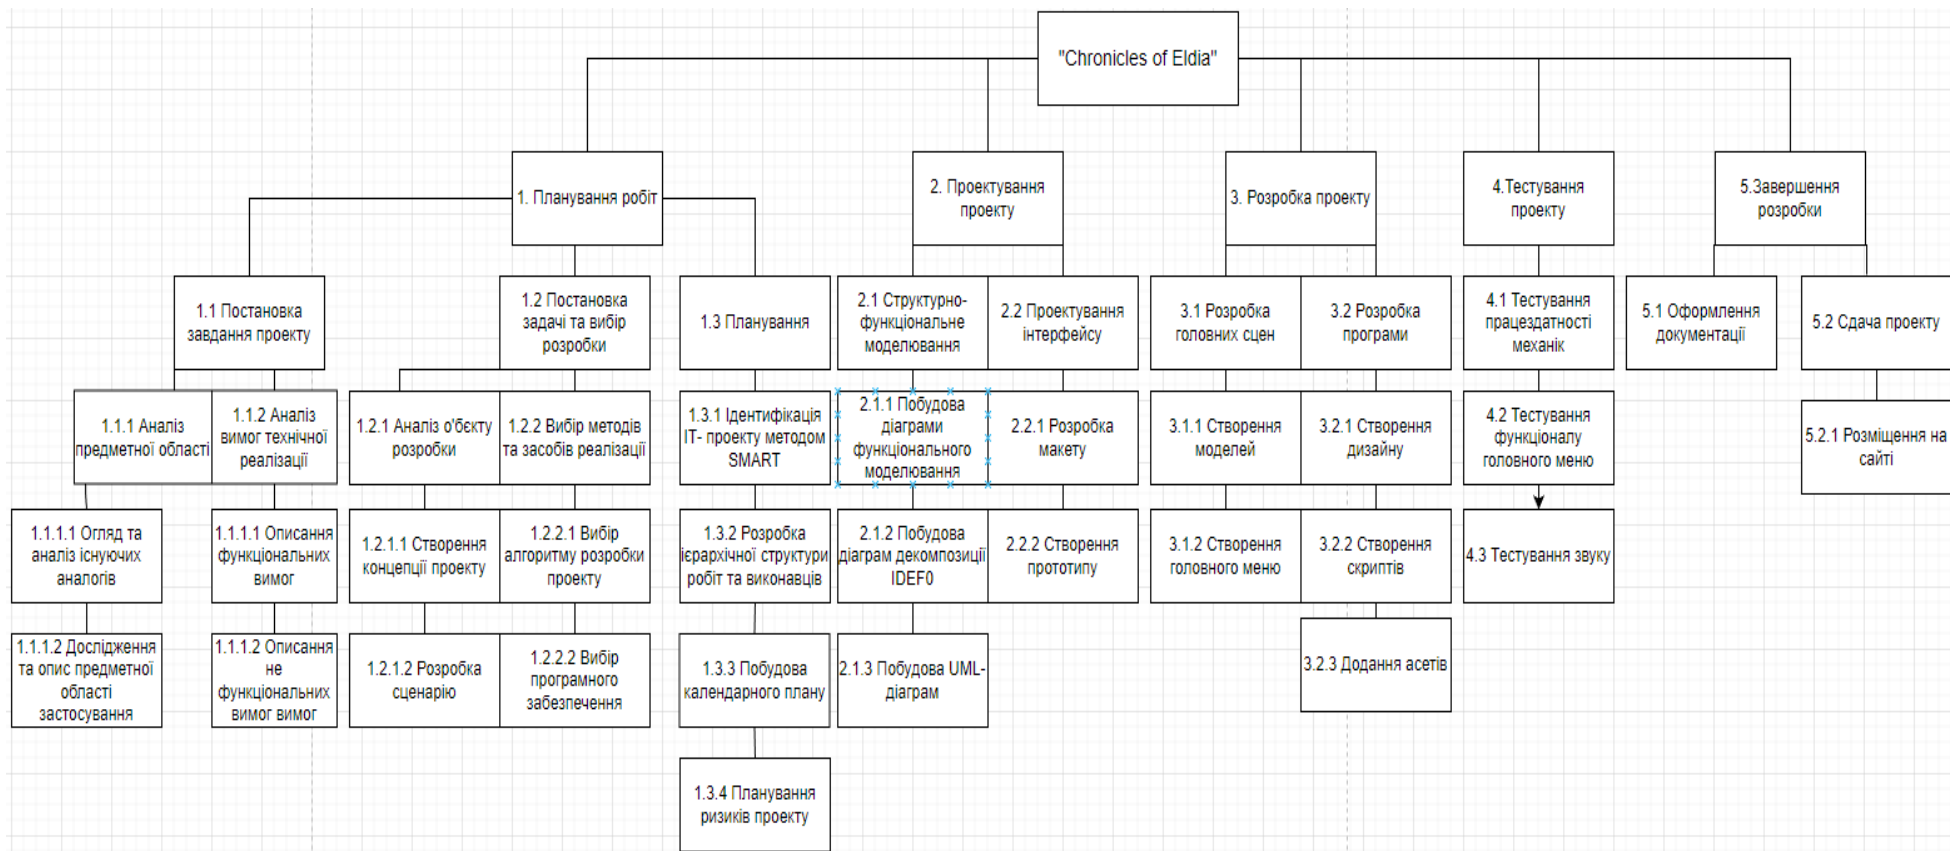 "Chronicles of Eldia"
1. Планування робіт
2. Проектування
проекту
3. Розробка проекту
4.Тестування
проекту
5.Завершення
розробки
1.1 Постановка
завдання проекту
1.2 Постановка
задачі та вибір
розробки
1.3 Планування
2.1 Структурно-
функціональне
моделювання
2.2 Проектування
інтерфейсу
3.1 Розробка
головних сцен
3.2 Розробка
програми
4.1 Тестування
працездатності
механік
5.1 Оформлення
документації
5.2 Сдача проекту
1.1.1 Аналіз
предметної області
1.1.2 Аналіз
вимог технічної
реалізації
1.2.1 Аналіз о'бєкту
розробки
1.2.2 Вибір методів
та засобів реалізації
1.3.1 Ідентифікація
IT- проекту методом
SMART
2.1.1 Побудова
діаграми
функціонального
моделювання
2.2.1 Розробка
макету
3.1.1 Створення
моделей
3.2.1 Створення
дизайну
4.2 Тестування
функціоналу
головного меню
5.2.1 Розміщення на
сайті
1.1.1.1 Огляд та
аналіз існуючих
аналогів
1.1.1.1 Описання
функціональних
вимог
1.2.1.1 Створення
концепції проекту
1.2.2.1 Вибір
алгоритму розробки
проекту
1.3.2 Розробка
ієрархічної структури
робіт та виконавців
2.1.2 Побудова
діаграм декомпозиції
IDEF0
2.2.2 Створення
прототипу
3.1.2 Створення
головного меню
3.2.2 Створення
скриптів
4.3 Тестування звуку
1.1.1.2 Дослідження
та опис предметної
області
застосування
1.1.1.2 Описання
не
функціональних
вимог вимог
1.2.1.2 Розробка
сценарію
1.2.2.2 Вибір
програмного
забезпечення
1.3.3 Побудова
календарного плану
2.1.3 Побудова UML-
діаграм
3.2.3 Додання асетів
1.3.4 Планування
ризиків проекту